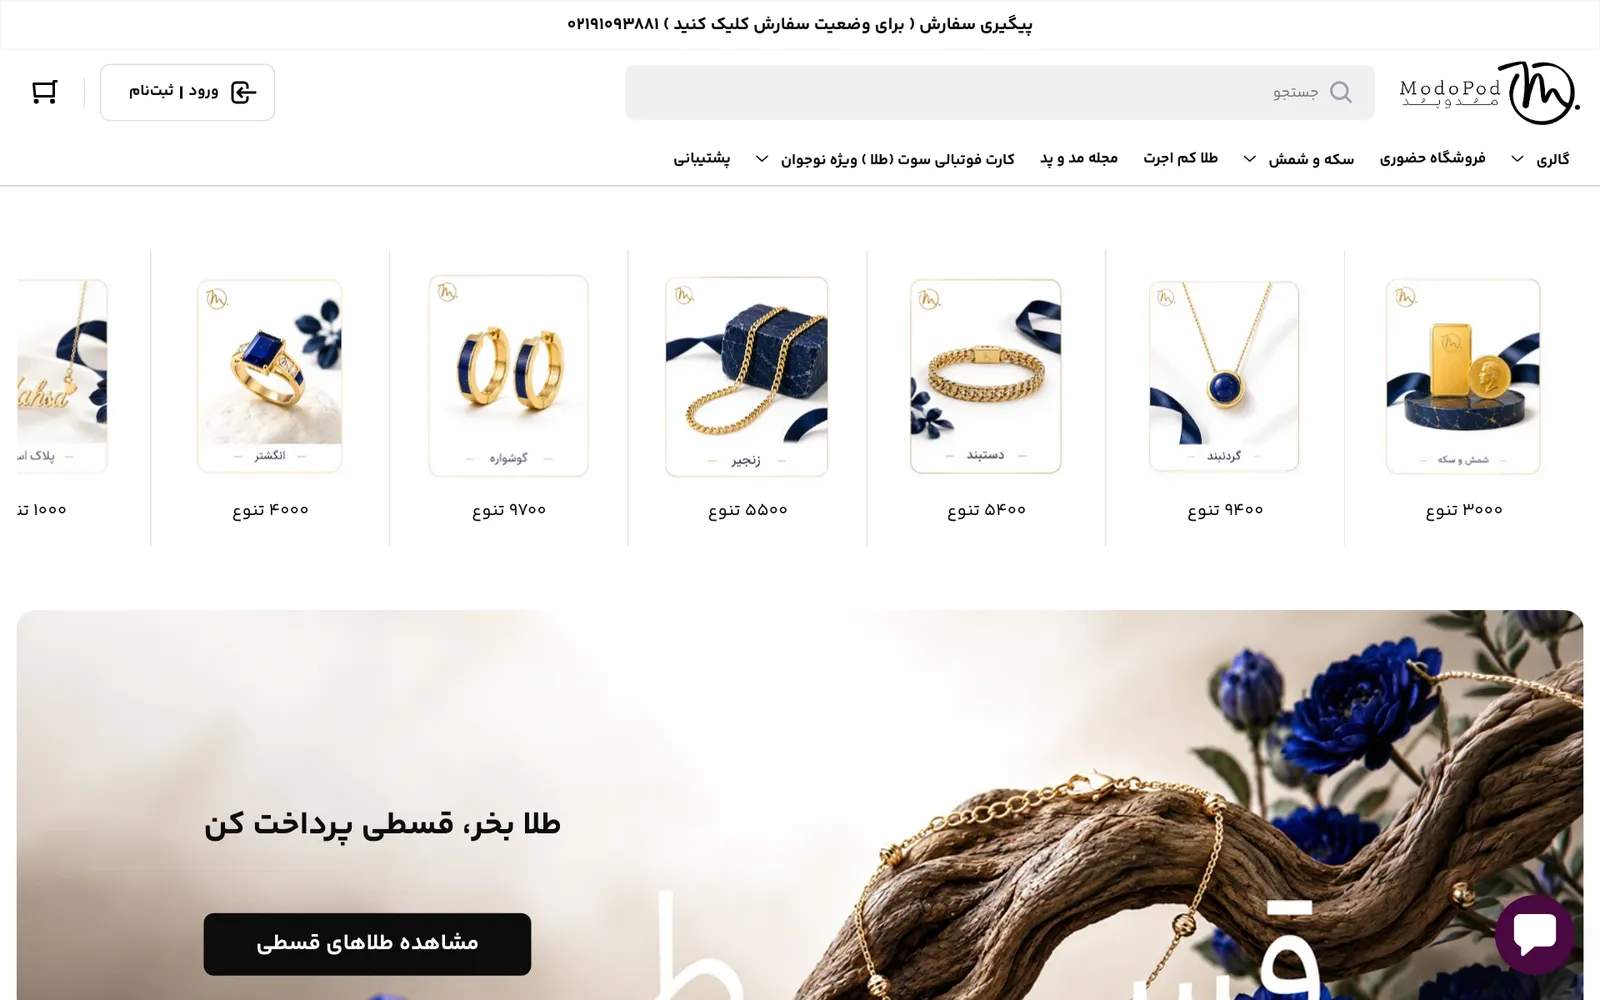 پیگیری سفارش ( برای وضعیت سفارش کلیک کنید ) ۰۲۱۹۱۰۹۳۸۸۱
ModoPod
مُدوپُد
جستجو
ورود | ثبت‌نام
گالری
فروشگاه حضوری
سکه و شمش
طلا کم اجرت
مجله مد و پد
کارت فوتبالی سوت (طلا ) ویژه نوجوان
پشتیبانی
شمش و سکه
۳۰۰۰ تنوع
گردنبند
۹۴۰۰ تنوع
دستبند
۵۴۰۰ تنوع
زنجیر
۵۵۰۰ تنوع
گوشواره
۹۷۰۰ تنوع
انگشتر
۴۰۰۰ تنوع
پلاک
۱۰۰۰
طلا بخر، قسطی پرداخت کن
مشاهده طلاهای قسطی